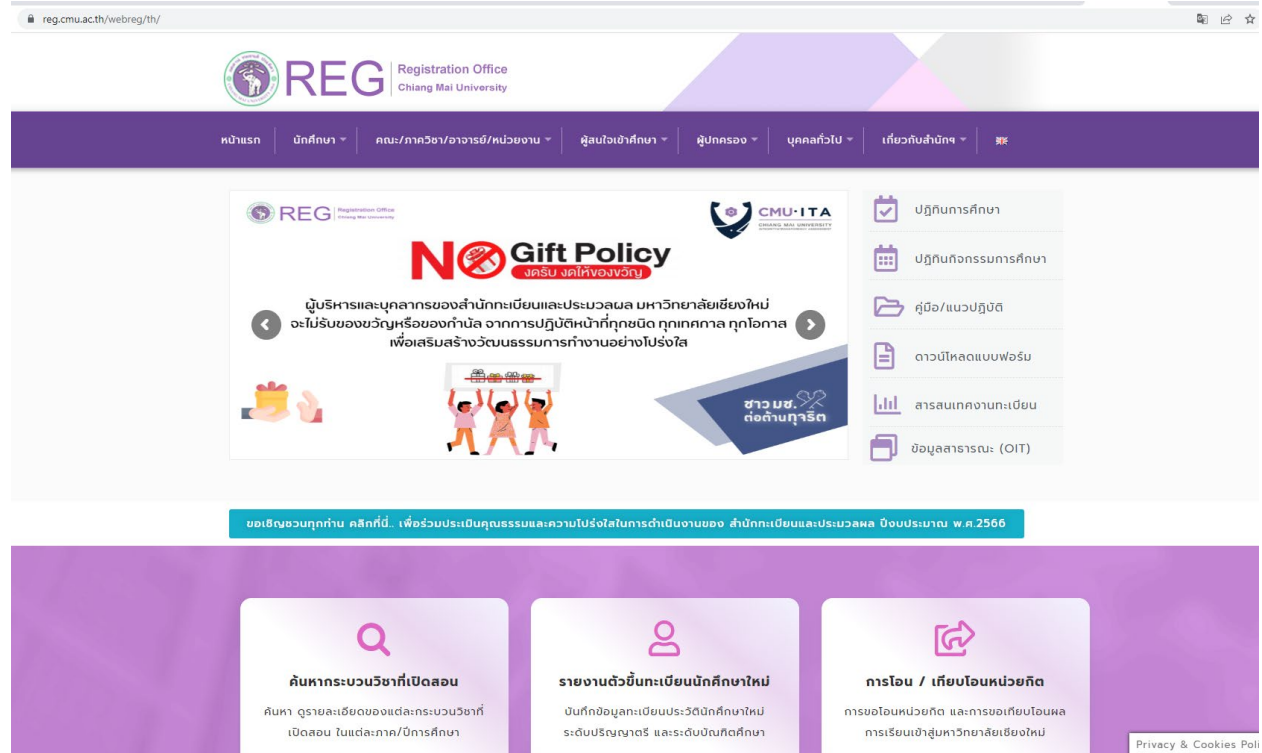 reg.cmu.ac.th/webreg/th/
REG
Registration Office
Chiang Mai University
หน้าแรก
นักศึกษา
คณะ/ภาควิชา/อาจารย์/หน่วยงาน
ผู้สนใจเข้าศึกษา
ผู้ปกครอง
บุคคลทั่วไป
เกี่ยวกับสำนักฯ
REG
Registration Office
Chiang Mai University
CMU·ITA
CHIANG MAI UNIVERSITY
NO Gift Policy
งดรับ งดให้ของขวัญ
ผู้บริหารและบุคลากรของสำนักทะเบียนและประมวลผล มหาวิทยาลัยเชียงใหม่
จะไม่รับของขวัญหรือของกำนัล จากการปฏิบัติหน้าที่ทุกชนิด ทุกเทศกาล ทุกโอกาส
เพื่อเสริมสร้างวัฒนธรรมการทำงานอย่างโปร่งใส
ชาว มช.
ต่อต้านทุจริต
ปฏิทินการศึกษา
ปฏิทินกิจกรรมการศึกษา
คู่มือ/แนวปฏิบัติ
ดาวน์โหลดแบบฟอร์ม
สารสนเทศงานทะเบียน
ข้อมูลสาธารณะ (OIT)
ขอเชิญชวนทุกท่าน คลิกที่นี่.. เพื่อร่วมประเมินคุณธรรมและความโปร่งใสในการดำเนินงานของ สำนักทะเบียนและประมวลผล ปีงบประมาณ พ.ศ.2566
ค้นหากระบวนวิชาที่เปิดสอน
ค้นหา ดูรายละเอียดของแต่ละกระบวนวิชาที่
เปิดสอน ในแต่ละภาค/ปีการศึกษา
รายงานตัวขึ้นทะเบียนนักศึกษาใหม่
บันทึกข้อมูลทะเบียนประวัตินักศึกษาใหม่
ระดับปริญญาตรี และระดับบัณฑิตศึกษา
การโอน / เทียบโอนหน่วยกิต
การขอโอนหน่วยกิต และการขอเทียบโอนผล
การเรียนเข้าสู่มหาวิทยาลัยเชียงใหม่
Privacy & Cookies Poli